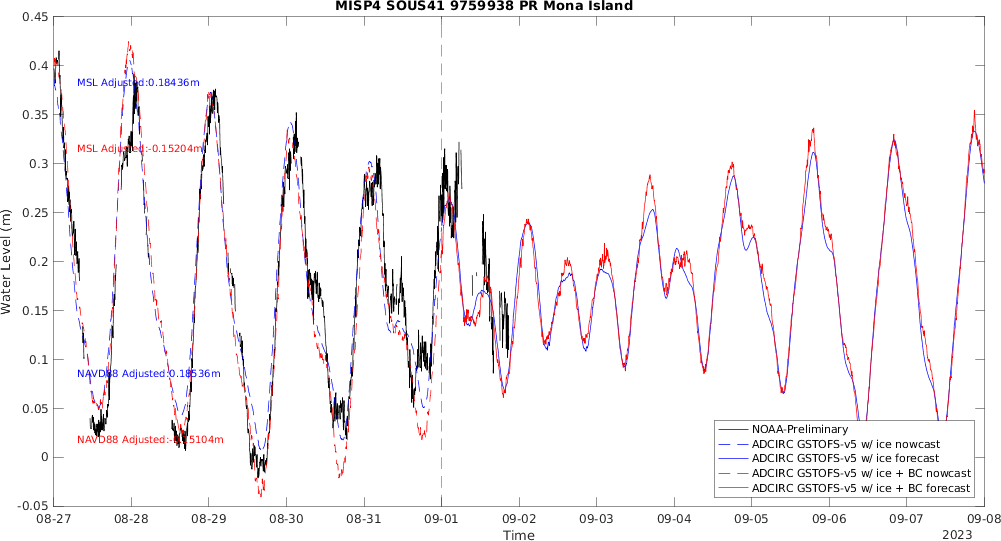 MISP4 SOUS41 9759938 PR Mona Island
0.45
0.4
0.35
0.3
0.25
0.2
0.15
0.1
0.05
0
-0.05
Water Level (m)
MSL Adjusted:0.18436m
MSL Adjusted:-0.15204m
NAVD88 Adjusted:0.18536m
NAVD88 Adjusted:-0.15104m
NOAA-Preliminary
ADCIRC GSTOFS-v5 w/ ice nowcast
ADCIRC GSTOFS-v5 w/ ice forecast
ADCIRC GSTOFS-v5 w/ ice + BC nowcast
ADCIRC GSTOFS-v5 w/ ice + BC forecast
08-27 08-28 08-29 08-30 08-31 09-01 09-02 09-03 09-04 09-05 09-06 09-07 09-08
Time
2023